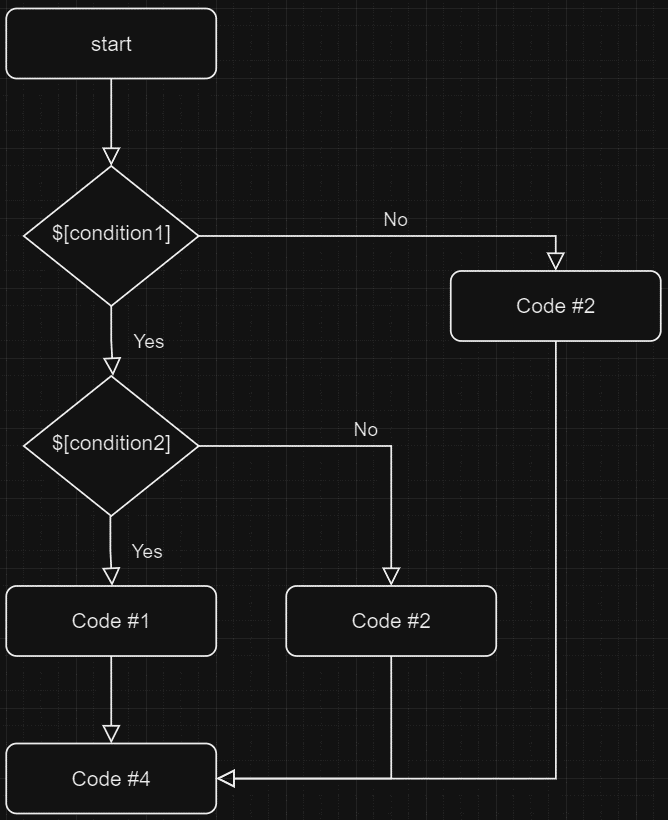 start
$[condition1]
No
Code #2
Yes
$[condition2]
No
Yes
Code #1
Code #2
Code #4